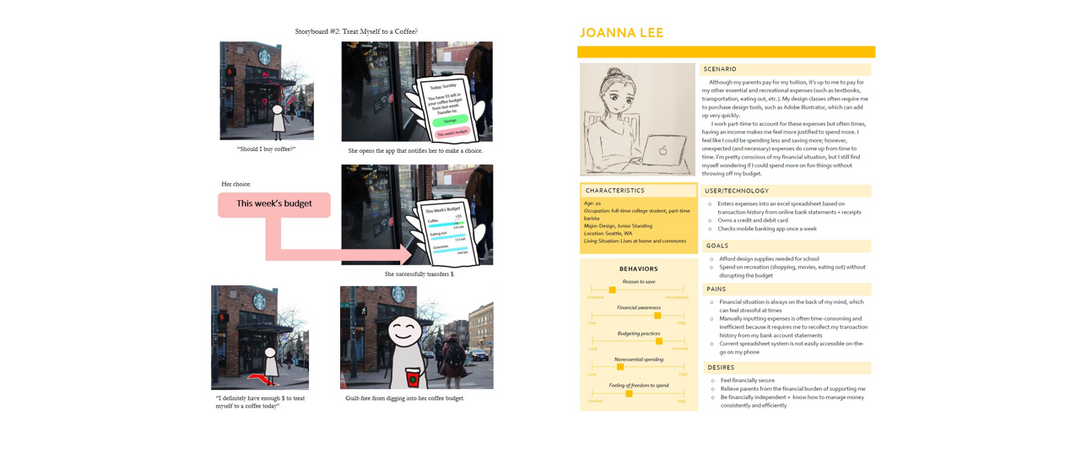 Storyboard #2: Treat Myself to a Coffee?
"Should I buy coffee?"
Today: Sunday
You have $5 left in
your coffee budget
from last week.
Transfer to:
Savings
This week's budget
She opens the app that notifies her to make a choice.
Her choice:
This week's budget
This Week's Budget
Coffee
Eating out
Groceries
She successfully transfers $.
"I definitely have enough $ to treat
myself to a coffee today!"
Guilt-free from digging into her coffee budget.
JOANNA LEE
SCENARIO
Although my parents pay for my tuition, it's up to me to pay for
my other essential and recreational expenses (such as textbooks,
transportation, eating out, etc.). My design classes often require me
to purchase design tools, such as Adobe Illustrator, which can add
up very quickly.
I work part-time to account for these expenses but often times,
having an income makes me feel more justified to spend more. I
feel like I could be spending less and saving more; however,
unexpected (and necessary) expenses do come up from time to
time. I'm pretty conscious of my financial situation, but I still find
myself wondering if I could spend more on fun things without
throwing off my budget.
CHARACTERISTICS
Age: 20
Occupation: full-time college student, part-time
barista
Major: Design, Junior Standing
Location: Seattle, WA
Living Situation: Lives at home and commutes
BEHAVIORS
Reason to save
Essential
Recreational
Financial awareness
Low
High
Budgeting practices
Low
Invested
Nonessential spending
Low
High
Feeling of freedom to spend
Limited
High
USER/TECHNOLOGY
o Enters expenses into an excel spreadsheet based on
transaction history from online bank statements + receipts
o Owns a credit and debit card
o Checks mobile banking app once a week
GOALS
o Afford design supplies needed for school
o Spend on recreation (shopping, movies, eating out) without
disrupting the budget
PAINS
o Financial situation is always on the back of my mind, which
can feel stressful at times
o Manually inputting expenses is often time-consuming and
inefficient because it requires me to recollect my transaction
history from my bank account statements
o Current spreadsheet system is not easily accessible on-the-
go on my phone
DESIRES
o Feel financially secure
o Relieve parents from the financial burden of supporting me
o Be financially independent + know how to manage money
consistently and efficiently